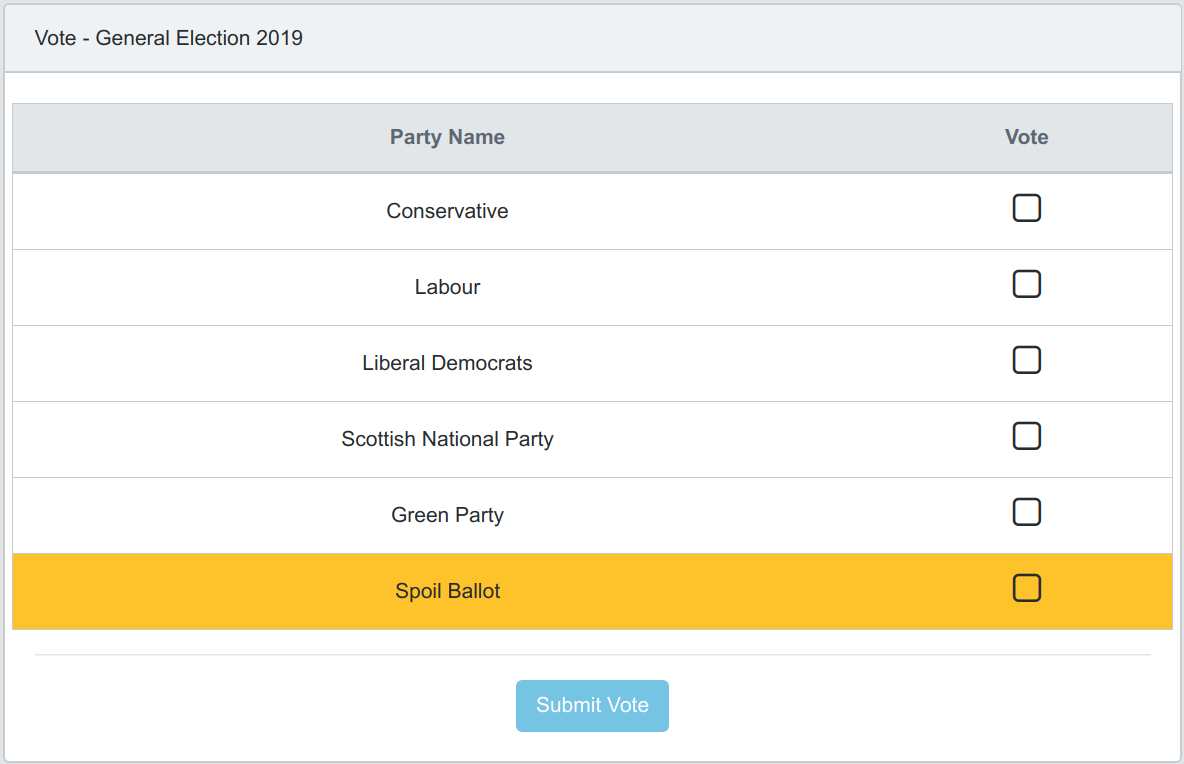 Vote - General Election 2019
Party Name Vote
Conservative
Labour
Liberal Democrats
Scottish National Party
Green Party
Spoil Ballot
Submit Vote